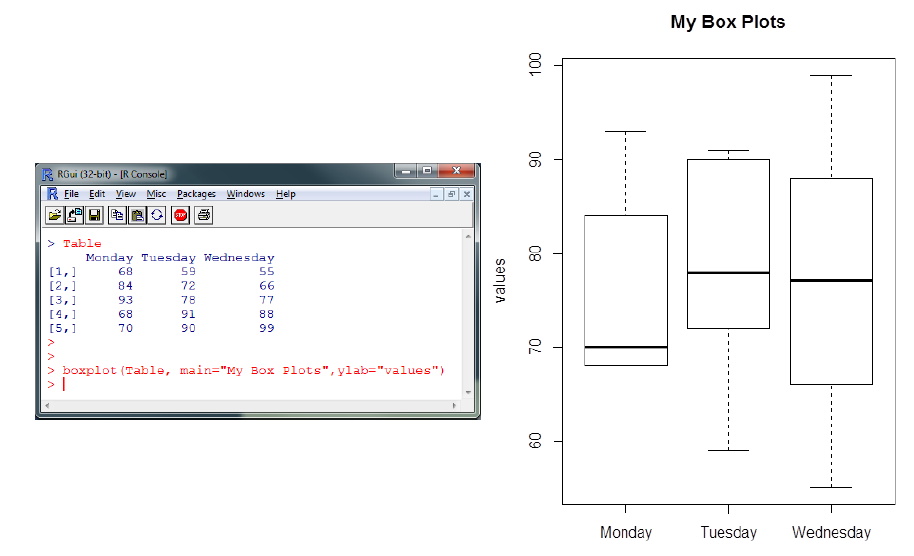 RGui (32-bit) - [R Console]
File Edit View Misc Packages Windows Help
STOP
> Table
Monday Tuesday Wednesday
[1,] 68 59 55
[2,] 84 72 66
[3,] 93 78 77
[4,] 68 91 88
[5,] 70 90 99
>
>
> boxplot(Table, main="My Box Plots",ylab="values")
>
My Box Plots
values
100
90
80
70
60
Monday Tuesday Wednesday